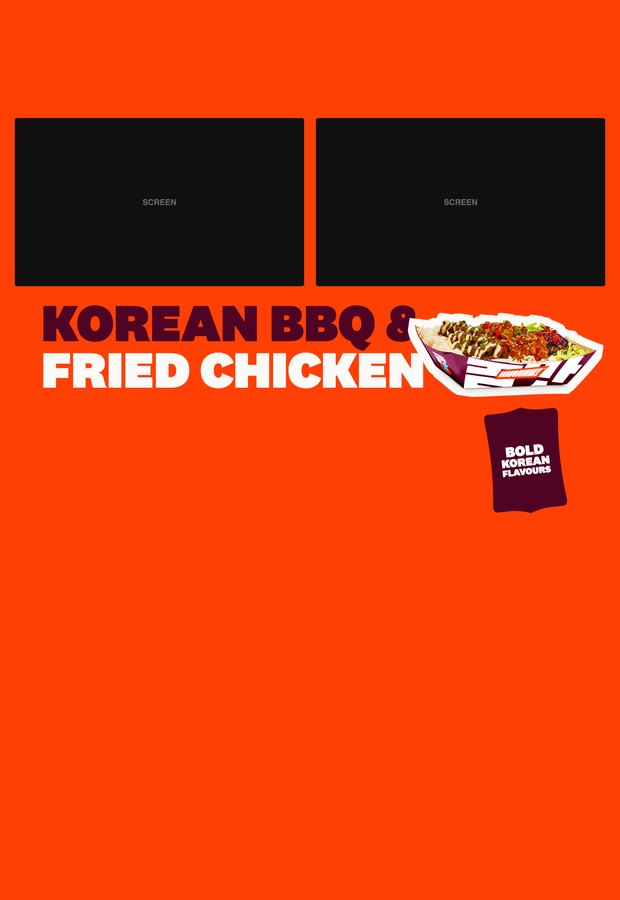 SCREEN
SCREEN
KOREAN BBQ &
FRIED CHICKEN
BOLD
KOREAN
FLAVOURS